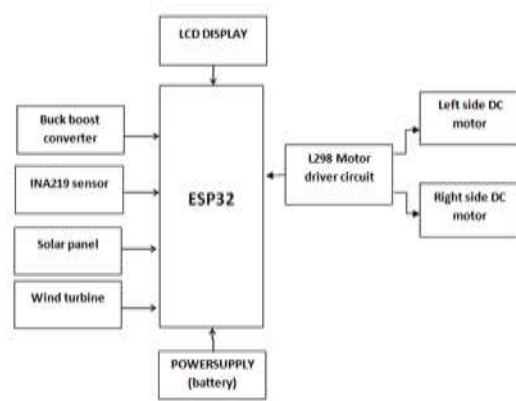 LCD DISPLAY
Buck boost
converter
INA219 sensor
Solar panel
Wind turbine
ESP32
L298 Motor
driver circuit
Left side DC
motor
Right side DC
motor
POWERSUPPLY
(battery)